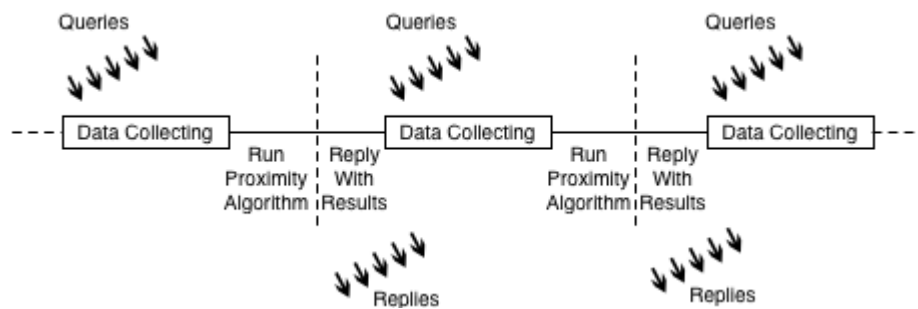 Queries
Queries
Queries
Data Collecting
Data Collecting
Data Collecting
Run
Proximity
Algorithm
Reply
With
Results
Run
Proximity
Algorithm
Reply
With
Results
Replies
Replies